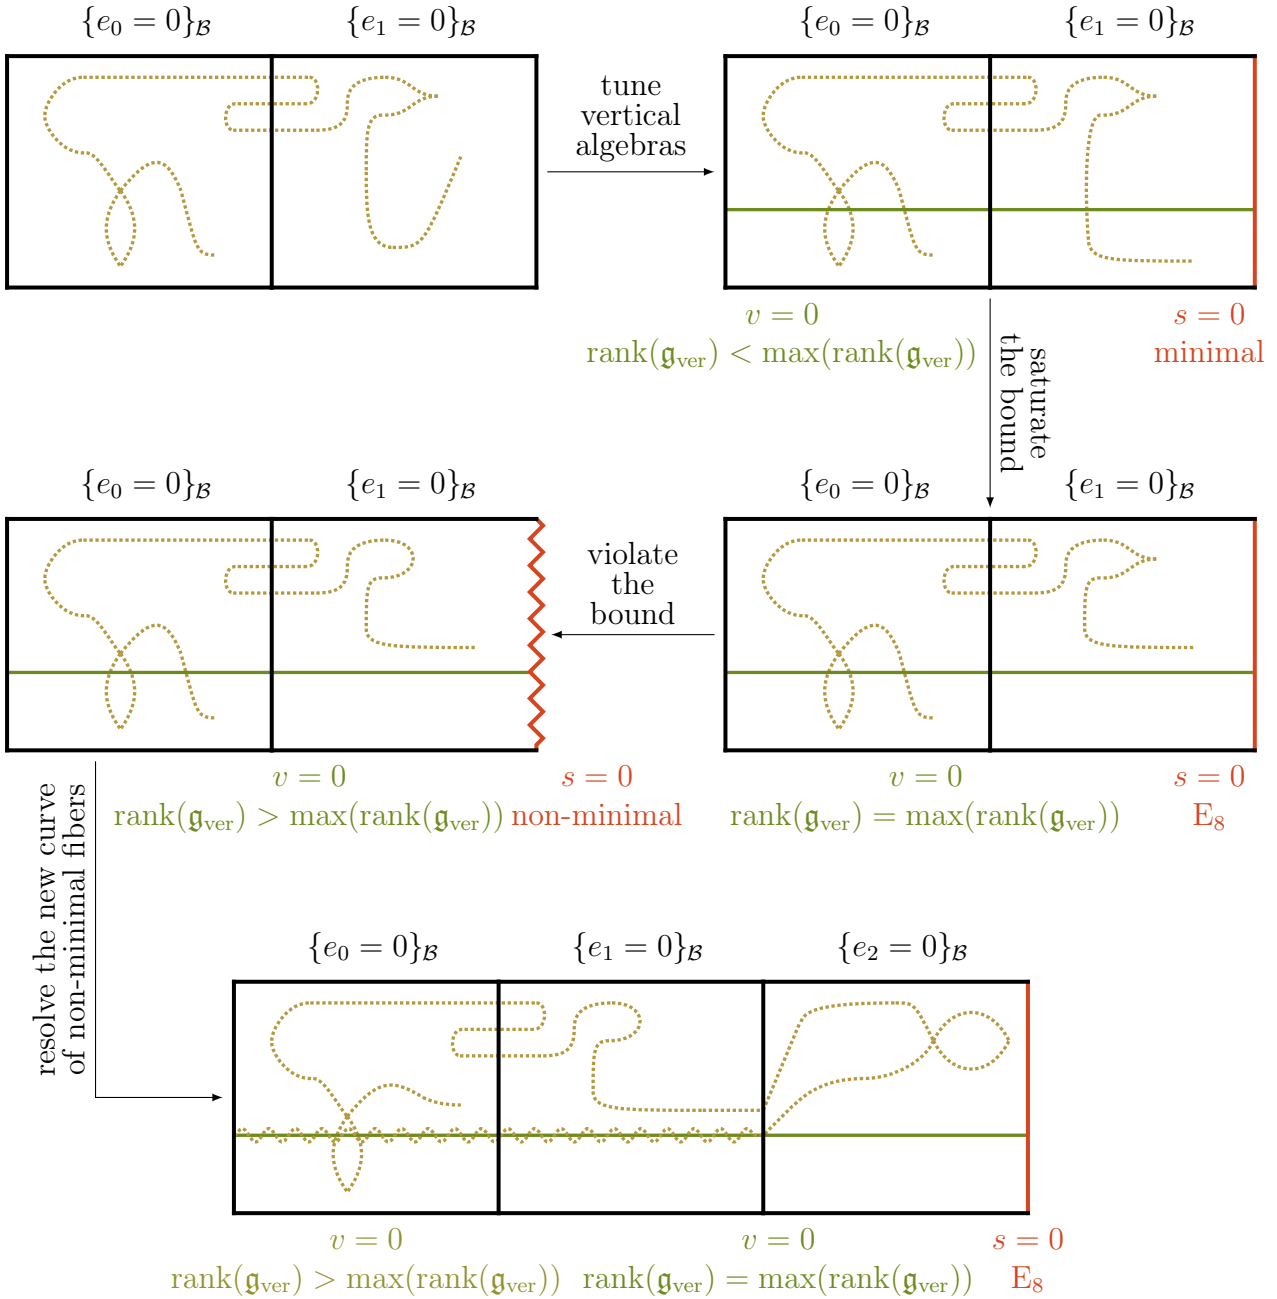 {e₀ = 0}_𝓑 {e₁ = 0}_𝓑
tune
vertical
algebras
{e₀ = 0}_𝓑 {e₁ = 0}_𝓑
v = 0
rank(𝔤_ver) < max(rank(𝔤_ver))
s = 0
minimal
saturate
the bound
{e₀ = 0}_𝓑 {e₁ = 0}_𝓑
violate
the
bound
{e₀ = 0}_𝓑 {e₁ = 0}_𝓑
v = 0
rank(𝔤_ver) > max(rank(𝔤_ver))
s = 0
non-minimal
v = 0
rank(𝔤_ver) = max(rank(𝔤_ver))
s = 0
E₈
resolve the new curve
of non-minimal fibers
{e₀ = 0}_𝓑 {e₁ = 0}_𝓑 {e₂ = 0}_𝓑
v = 0
rank(𝔤_ver) > max(rank(𝔤_ver))
v = 0
rank(𝔤_ver) = max(rank(𝔤_ver))
s = 0
E₈